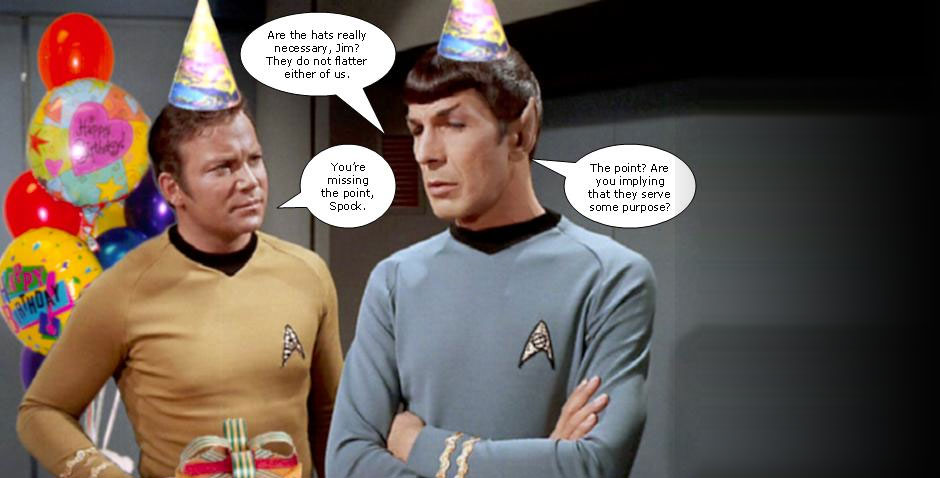 Are the hats really
necessary, Jim?
They do not flatter
either of us.
You're
missing
the point,
Spock.
The point? Are
you implying
that they serve
some purpose?
Happy
Birthday!
HAPPY
BIRTHDAY